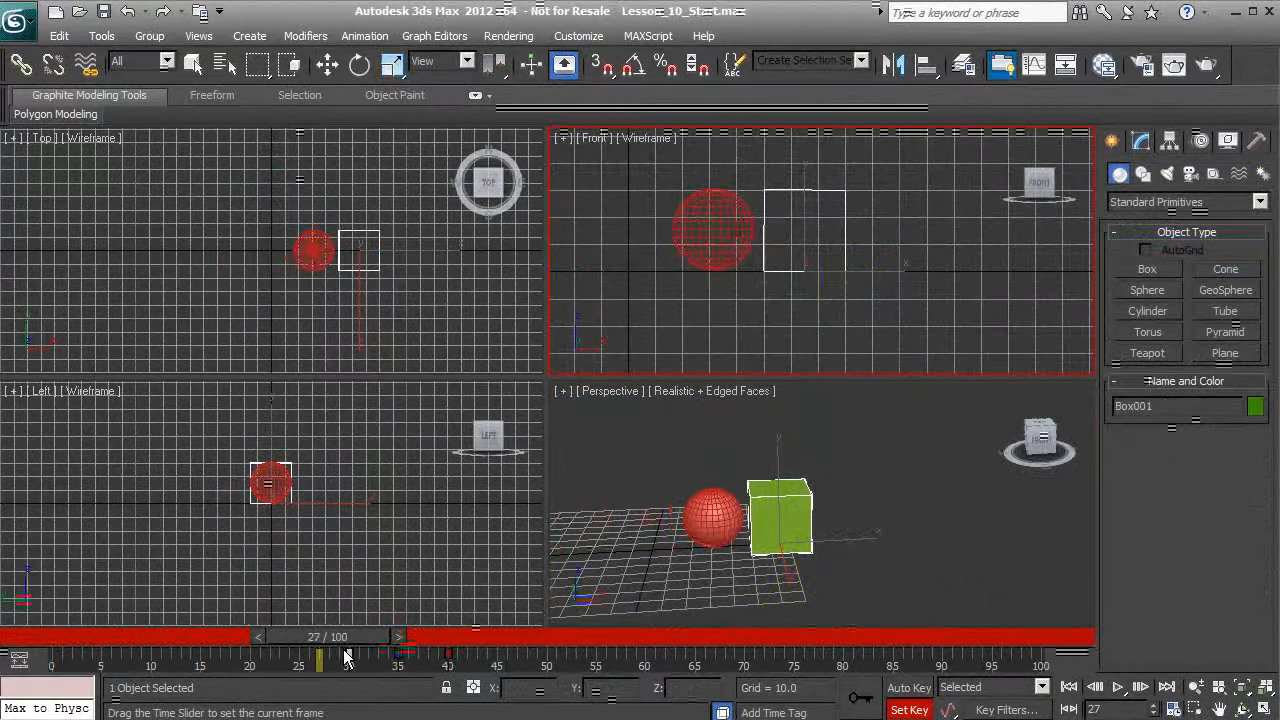 Autodesk 3ds Max 2012 x64 - Not for Resale Lesson_10_Start.max
Type a keyword or phrase
Edit Tools Group Views Create Modifiers Animation Graph Editors Rendering Customize MAXScript Help
All View Create Selection Se
Graphite Modeling Tools Freeform Selection Object Paint
Polygon Modeling
[ + ] [ Top ] [ Wireframe ]
TOP
[ + ] [ Front ] [ Wireframe ]
FRONT
Standard Primitives
- Object Type
AutoGrid
Box Cone
Sphere GeoSphere
Cylinder Tube
Torus Pyramid
Teapot Plane
- Name and Color
Box001
[ + ] [ Left ] [ Wireframe ]
LEFT
[ + ] [ Perspective ] [ Realistic + Edged Faces ]
< 27 / 100 >
0 5 10 15 20 25 30 35 40 45 50 55 60 65 70 75 80 85 90 95 100
1 Object Selected X: Y: Z: Grid = 10.0 Auto Key Selected
Max to Physc Drag the Time Slider to set the current frame Add Time Tag Set Key Key Filters... 27